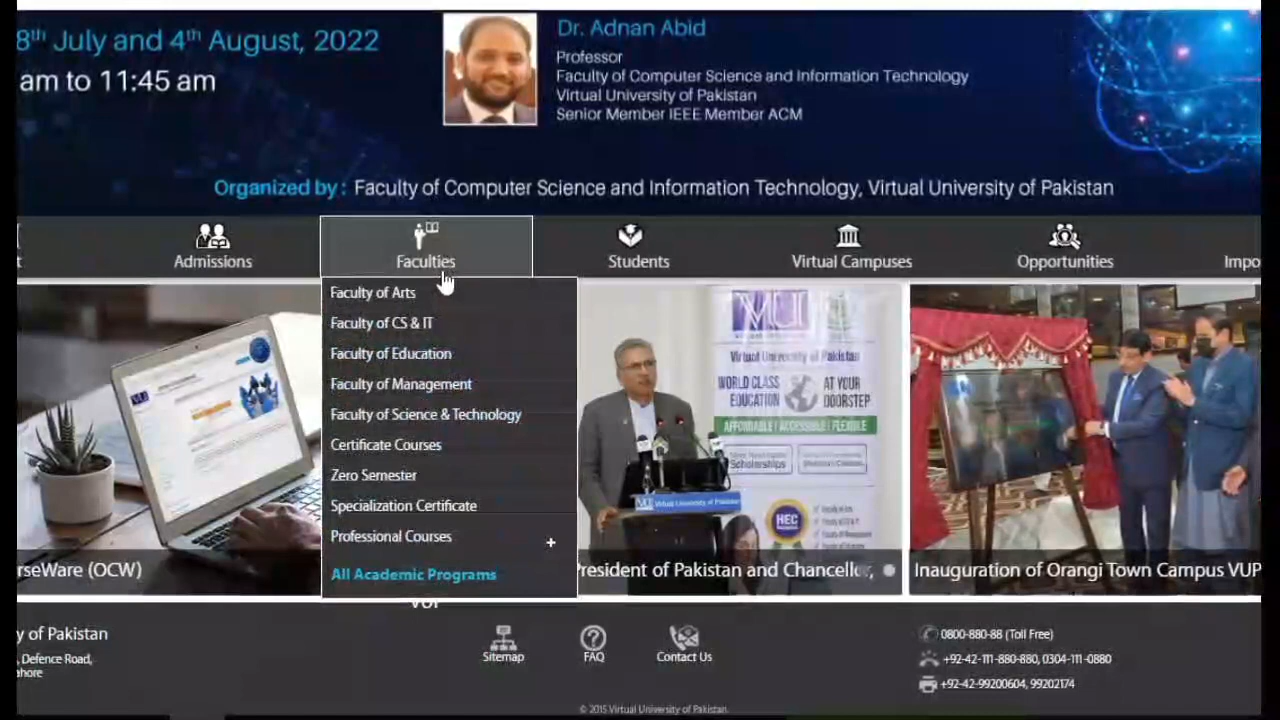 8th July and 4th August, 2022
am to 11:45 am
Dr. Adnan Abid
Professor
Faculty of Computer Science and Information Technology
Virtual University of Pakistan
Senior Member IEEE Member ACM
Organized by : Faculty of Computer Science and Information Technology, Virtual University of Pakistan
t
Admissions
Faculties
Students
Virtual Campuses
Opportunities
Impo
Faculty of Arts
Faculty of CS & IT
Faculty of Education
Faculty of Management
Faculty of Science & Technology
Certificate Courses
Zero Semester
Specialization Certificate
Professional Courses +
All Academic Programs
VU
Virtual University of Pakistan
WORLD CLASS EDUCATION
AT YOUR DOORSTEP
AFFORDABLE | ACCESSIBLE | FLEXIBLE
Scholarships
Virtual University of Pakistan
HEC
rseWare (OCW)
President of Pakistan and Chancellor,
Inauguration of Orangi Town Campus VUP
y of Pakistan
, Defence Road,
ahore
Sitemap
FAQ
Contact Us
0800-880-88 (Toll Free)
+92-42-111-880-880, 0304-111-0880
+92-42-99200604, 99202174
© 2015 Virtual University of Pakistan.